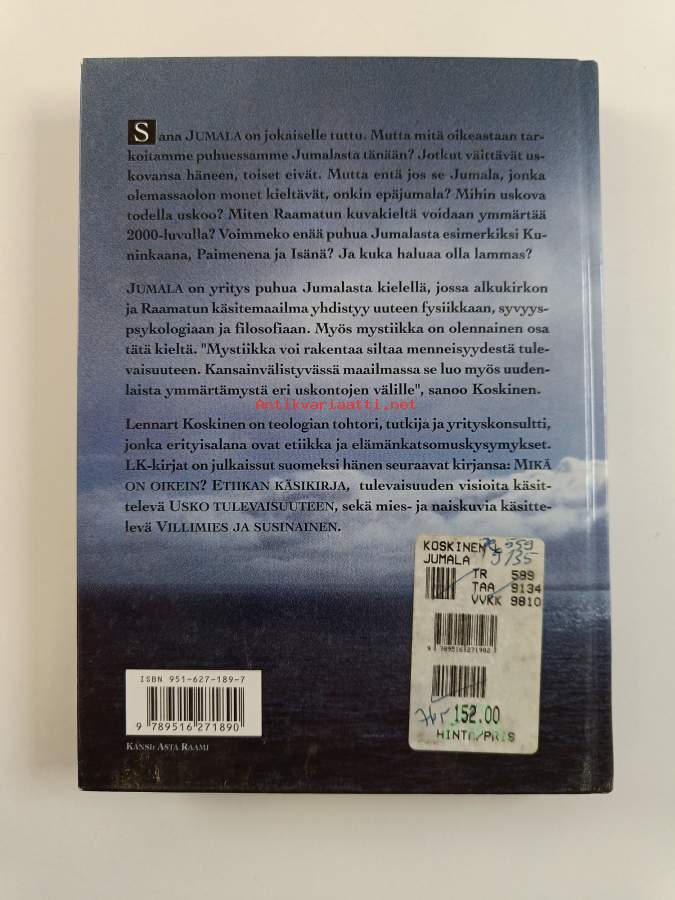 Sana JUMALA on jokaiselle tuttu. Mutta mitä oikeastaan tar-
koitamme puhuessamme Jumalasta tänään? Jotkut väittävät us-
kovansa häneen, toiset eivät. Mutta entä jos se Jumala, jonka
olemassaolon monet kieltävät, onkin epäjumala? Mihin uskova
todella uskoo? Miten Raamatun kuvakieltä voidaan ymmärtää
2000-luvulla? Voimmeko enää puhua Jumalasta esimerkiksi Ku-
ninkaana, Paimenena ja Isänä? Ja kuka haluaa olla lammas?
JUMALA on yritys puhua Jumalasta kielellä, jossa alkukirkon
ja Raamatun käsitemaailma yhdistyy uuteen fysiikkaan, syvyys-
psykologiaan ja filosofiaan. Myös mystiikka on olennainen osa
tätä kieltä. "Mystiikka voi rakentaa siltaa menneisyydestä tule-
vaisuuteen. Kansainvälistyvässä maailmassa se luo myös uuden-
laista ymmärtämystä eri uskontojen välille", sanoo Koskinen.
Antikvariaatti.net
Lennart Koskinen on teologian tohtori, tutkija ja yrityskonsultti,
jonka erityisalana ovat etiikka ja elämänkatsomuskysymykset.
LK-kirjat on julkaissut suomeksi hänen seuraavat kirjansa: MIKÄ
ON OIKEIN? ETIIKAN KÄSIKIRJA, tulevaisuuden visioita käsit-
televä USKO TULEVAISUUTEEN, sekä mies- ja naiskuvia käsitte-
levä VILLIMIES JA SUSINAINEN.
KOSKINEN L 559
JUMALA 9135
TR 599
TAA 9134
VVKK 9810
9 789516 271902
152.00
HINTA/PRIS
ISBN 951-627-189-7
9 789516 271890
KANSI: ASTA RAAMI